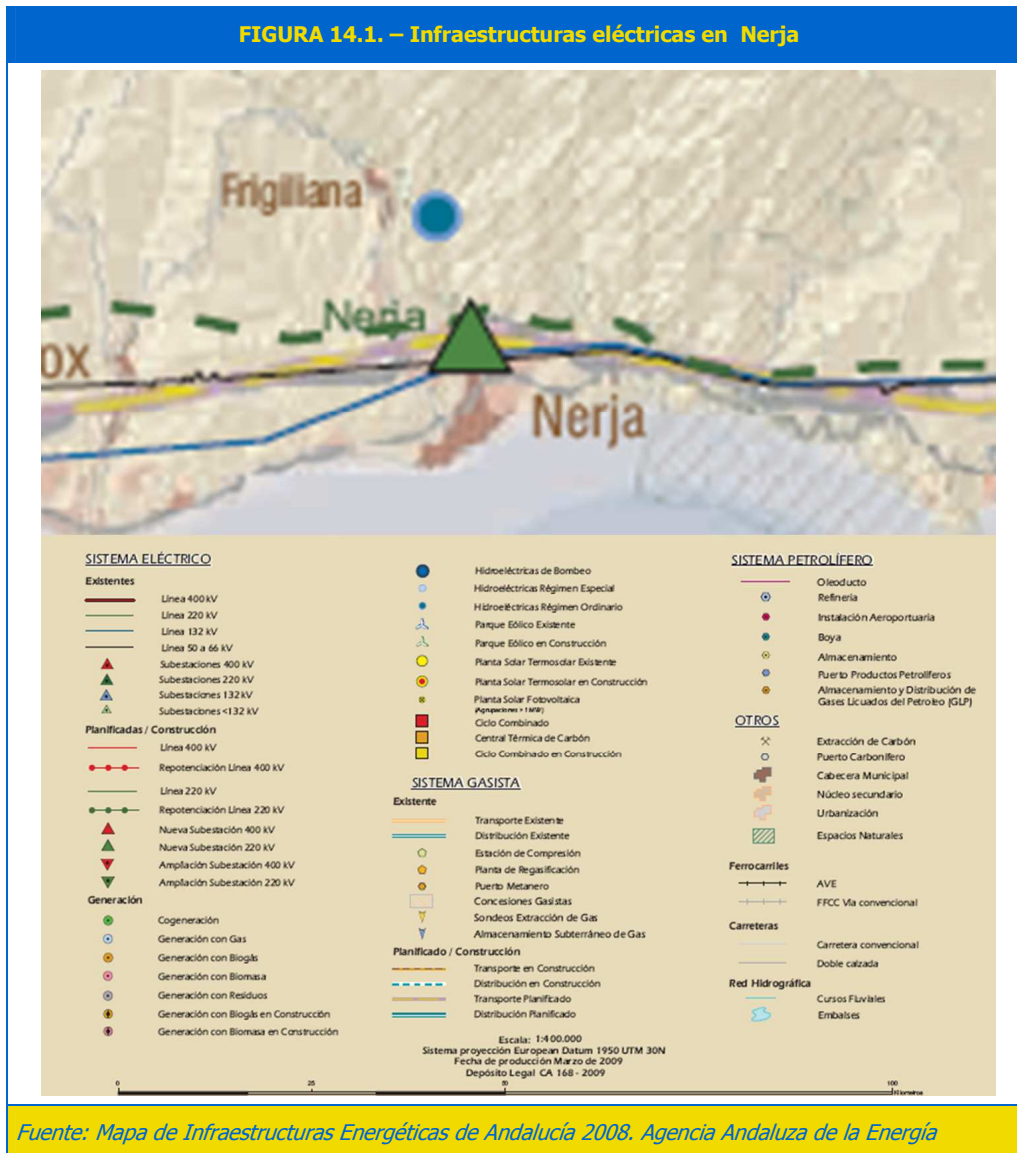 FIGURA 14.1. – Infraestructuras eléctricas en Nerja
Frigiliana
Nerja
OX
Nerja
SISTEMA ELÉCTRICO
Existentes
Línea 400 kV
Línea 220 kV
Línea 132 kV
Línea 50 a 66 kV
Subestaciones 400 kV
Subestaciones 220 kV
Subestaciones 132 kV
Subestaciones <132 kV
Planificadas / Construcción
Línea 400 kV
Repotenciación Línea 400 kV
Línea 220 kV
Repotenciación Línea 220 kV
Nueva Subestación 400 kV
Nueva Subestación 220 kV
Ampliación Subestación 400 kV
Ampliación Subestación 220 kV
Generación
Cogeneración
Generación con Gas
Generación con Biogás
Generación con Biomasa
Generación con Residuos
Generación con Biogás en Construcción
Generación con Biomasa en Construcción
Hidroeléctricas de Bombeo
Hidroeléctricas Régimen Especial
Hidroeléctricas Régimen Ordinario
Parque Eólico Existente
Parque Eólico en Construcción
Planta Solar Termosolar Existente
Planta Solar Termosolar en Construcción
Planta Solar Fotovoltaica
(Agrupaciones > 1 MW)
Ciclo Combinado
Central Térmica de Carbón
Ciclo Combinado en Construcción
SISTEMA GASISTA
Existente
Transporte Existente
Distribución Existente
Estación de Compresión
Planta de Regasificación
Puerto Metanero
Concesiones Gasistas
Sondeos Extracción de Gas
Almacenamiento Subterráneo de Gas
Planificado / Construcción
Transporte en Construcción
Distribución en Construcción
Transporte Planificado
Distribución Planificado
SISTEMA PETROLÍFERO
Oleoducto
Refinería
Instalación Aeroportuaria
Boya
Almacenamiento
Puerto Productos Petrolíferos
Almacenamiento y Distribución de
Gases Licuados del Petroleo (GLP)
OTROS
Extracción de Carbón
Puerto Carbonífero
Cabecera Municipal
Núcleo secundario
Urbanización
Espacios Naturales
Ferrocarriles
AVE
FFCC Vía convencional
Carreteras
Carretera convencional
Doble calzada
Red Hidrográfica
Cursos Fluviales
Embalses
Escala: 1:400.000
Sistema proyección European Datum 1950 UTM 30N
Fecha de producción Marzo de 2009
Depósito Legal CA 168 - 2009
0 25 50 100
Kilómetros
Fuente: Mapa de Infraestructuras Energéticas de Andalucía 2008. Agencia Andaluza de la Energía